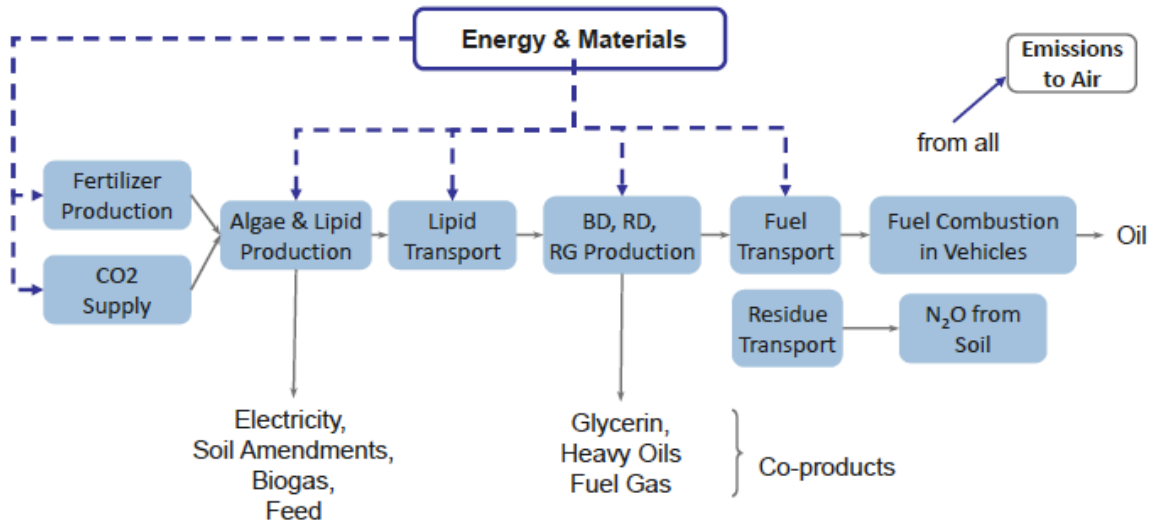 Energy & Materials
Emissions
to Air
from all
Fertilizer
Production
CO2
Supply
Algae & Lipid
Production
Lipid
Transport
BD, RD,
RG Production
Fuel
Transport
Fuel Combustion
in Vehicles
Oil
Residue
Transport
N₂O from
Soil
Electricity,
Soil Amendments,
Biogas,
Feed
Glycerin,
Heavy Oils
Fuel Gas
Co-products